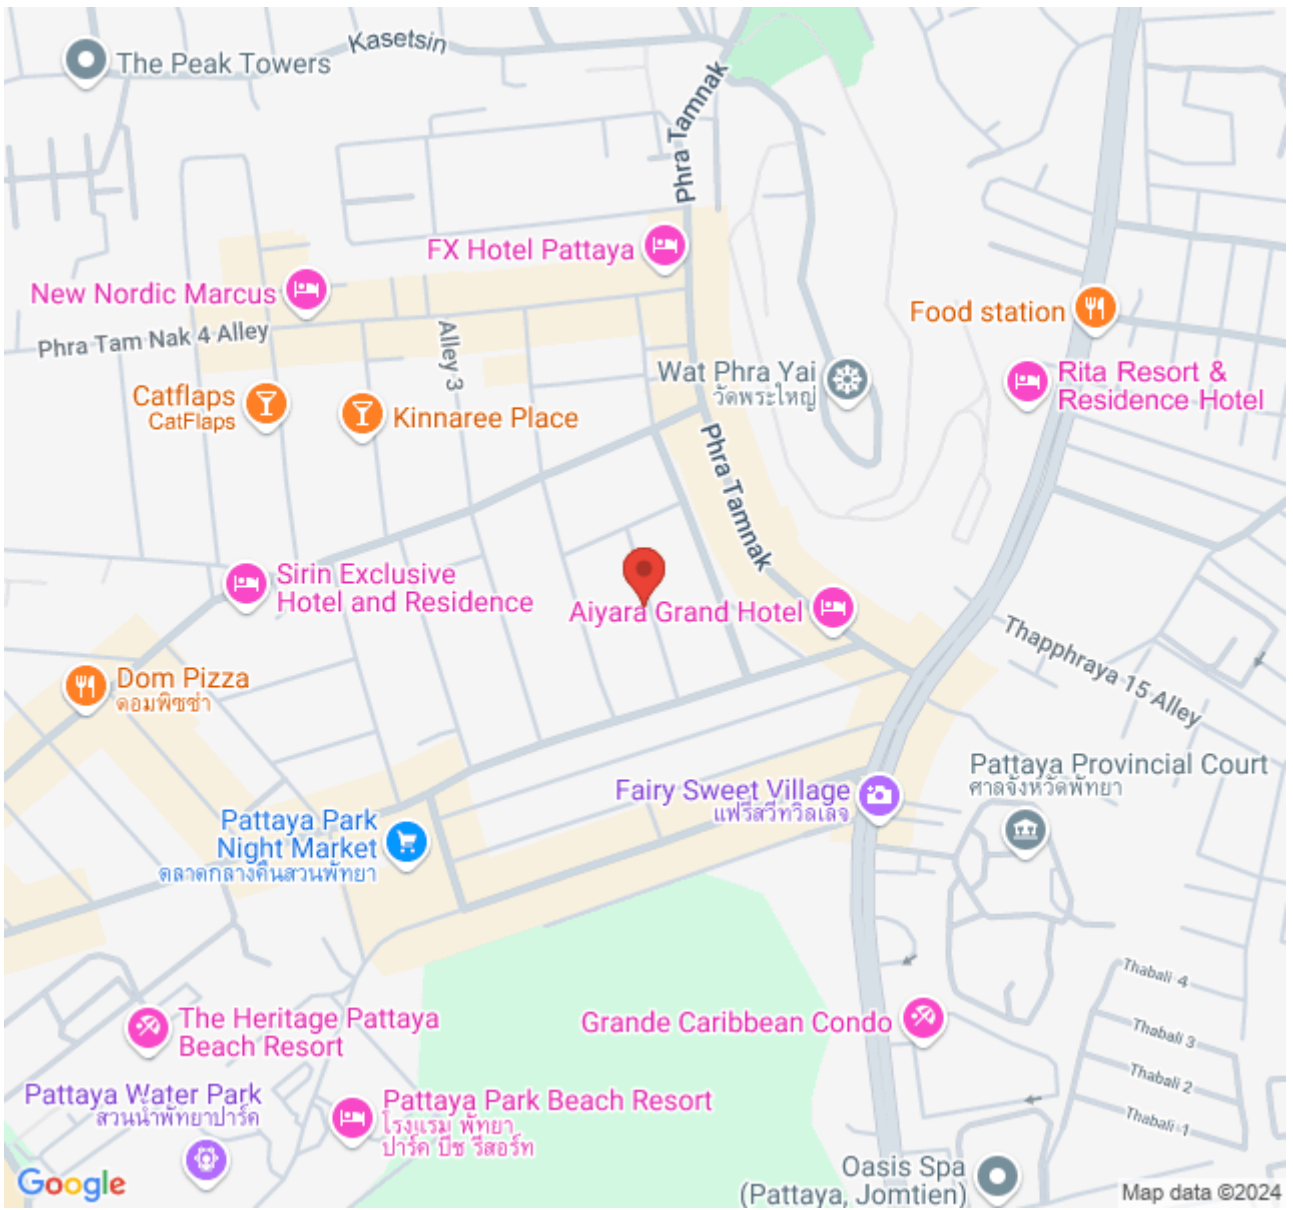 Kasetsin
The Peak Towers
Phra Tamnak
FX Hotel Pattaya
New Nordic Marcus
Phra Tam Nak 4 Alley
Alley 3
Food station
Wat Phra Yai
วัดพระใหญ่
Rita Resort &
Residence Hotel
Catflaps
CatFlaps
Kinnaree Place
Phra Tamnak
Sirin Exclusive
Hotel and Residence
Aiyara Grand Hotel
Thapphraya 15 Alley
Dom Pizza
ดอมพิซซ่า
Pattaya Provincial Court
ศาลจังหวัดพัทยา
Fairy Sweet Village
แฟรี่สวีทวิลเลจ
Pattaya Park
Night Market
ตลาดกลางคืนสวนพัทยา
Thabali 4
The Heritage Pattaya
Beach Resort
Grande Caribbean Condo
Thabali 3
Thabali 2
Thabali 1
Pattaya Water Park
สวนน้ำพัทยาปาร์ค
Pattaya Park Beach Resort
โรงแรม พัทยา
ปาร์ค บีช รีสอร์ท
Oasis Spa
(Pattaya, Jomtien)
Google
Map data ©2024